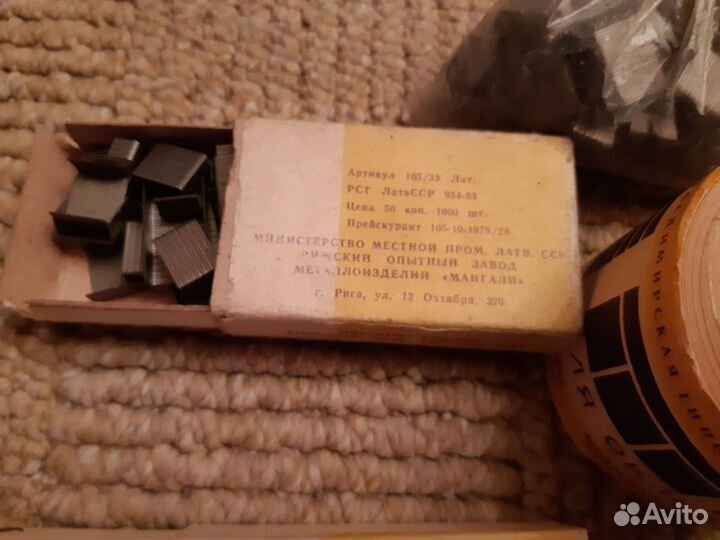 Артикул 105/33 Лат.
РСТ ЛатвССР 934-83
Цена 50 коп. 1000 шт.
Прейскурант 105-10-1978/28
МИНИСТЕРСТВО МЕСТНОЙ ПРОМ. ЛАТВ. ССР
РИЖСКИЙ ОПЫТНЫЙ ЗАВОД
МЕТАЛЛОИЗДЕЛИЙ «МАНГАЛИ»
г. Рига, ул. 12 Октября, 320
Avito